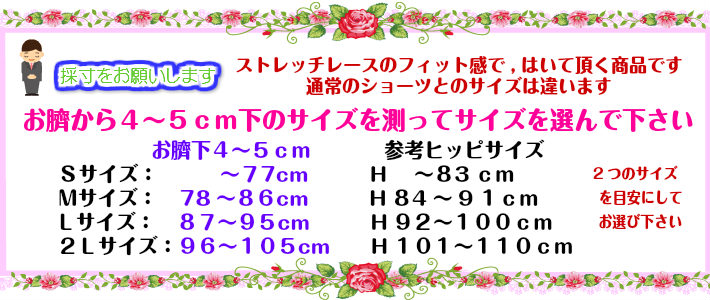 採寸をお願いします
ストレッチレースのフィット感で，はいて頂く商品です
通常のショーツとのサイズは違います
お臍から４～５ｃｍ下のサイズを測ってサイズを選んで下さい
お臍下４～５ｃｍ　参考ヒッピサイズ
Ｓサイズ：　～77cm　Ｈ　～83ｃｍ
Ｍサイズ：　78～86cm　Ｈ84～91ｃｍ
Ｌサイズ：　87～95cm　Ｈ92～100ｃｍ
２Ｌサイズ：96～105cm　Ｈ101～110ｃｍ
２つのサイズ
を目安にして
お選び下さい